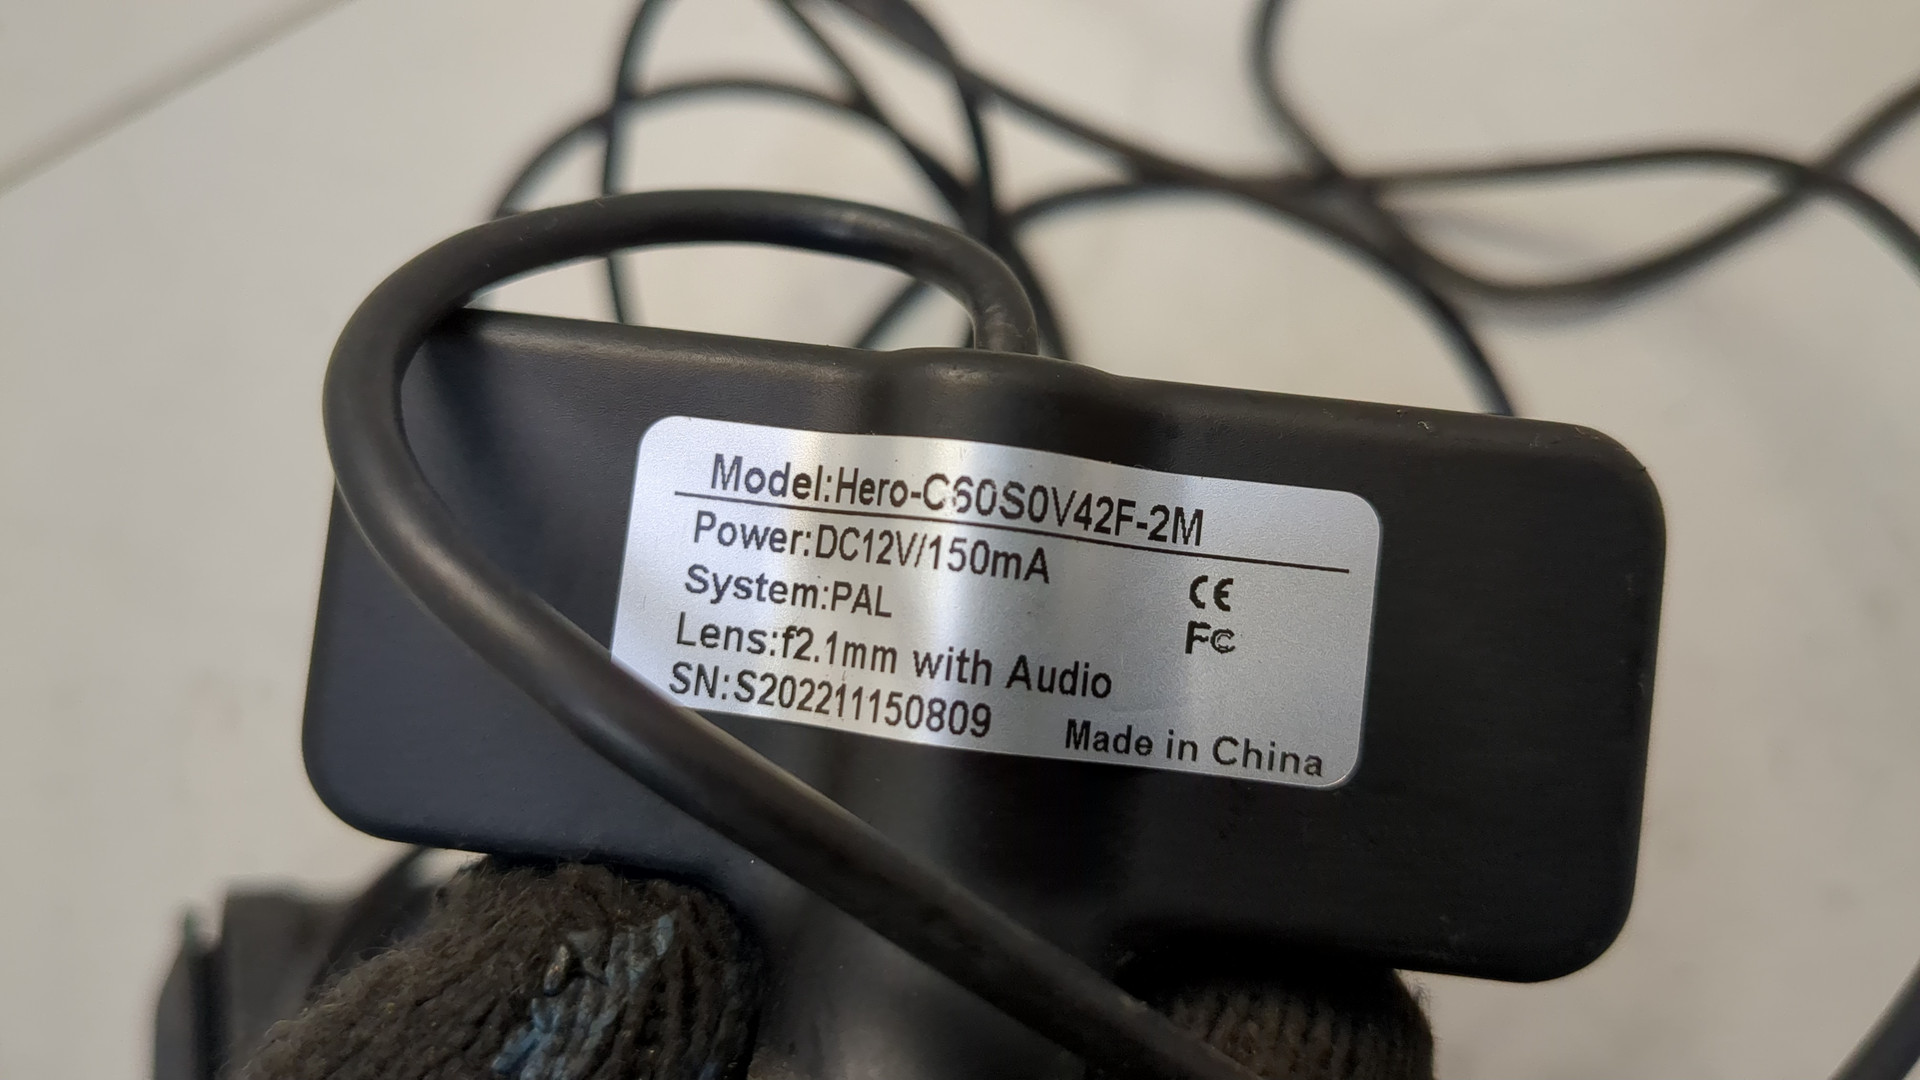 Model:Hero-C60S0V42F-2M
Power:DC12V/150mA
System:PAL
CE
Lens:f2.1mm with Audio
FC
SN:S202211150809
Made in China